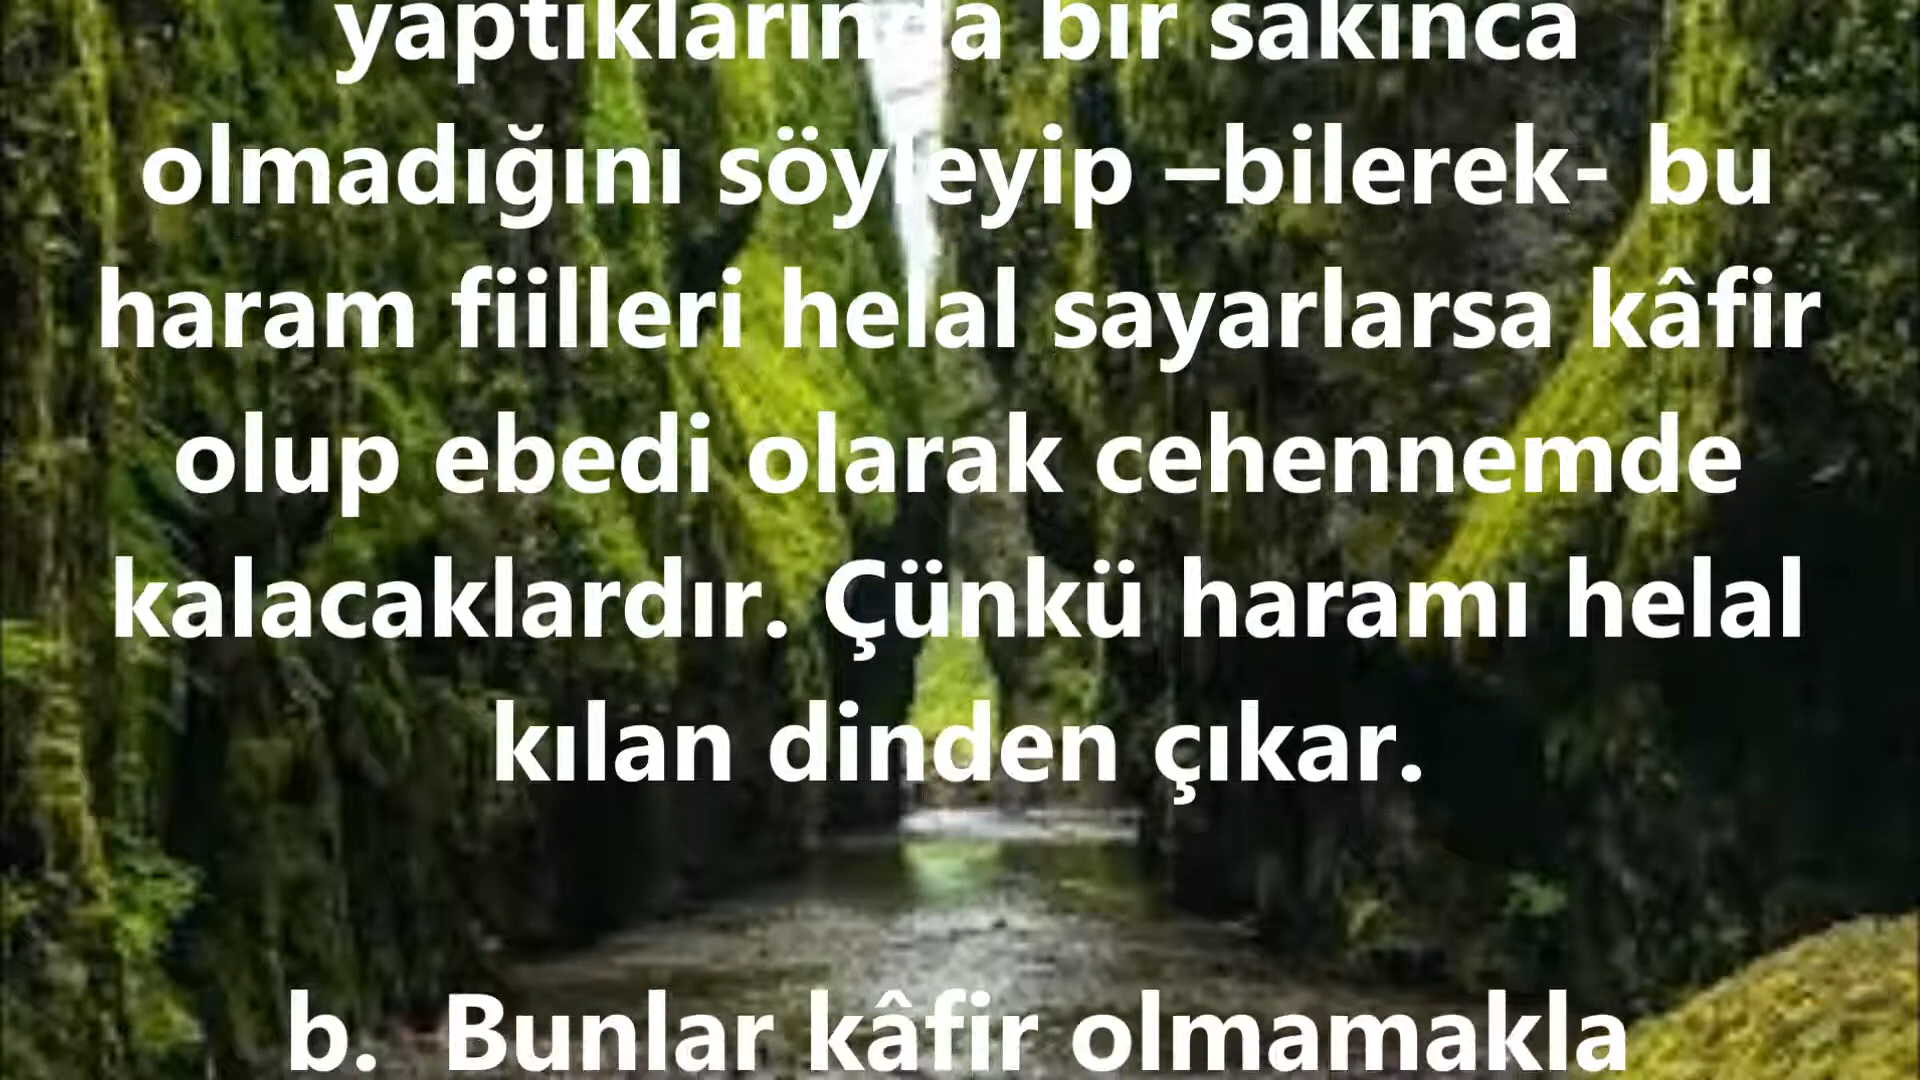 yaptıklarında bir sakınca
olmadığını söyleyip –bilerek- bu
haram fiilleri helal sayarlarsa kâfir
olup ebedi olarak cehennemde
kalacaklardır. Çünkü haramı helal
kılan dinden çıkar.
b. Bunlar kâfir olmamakla